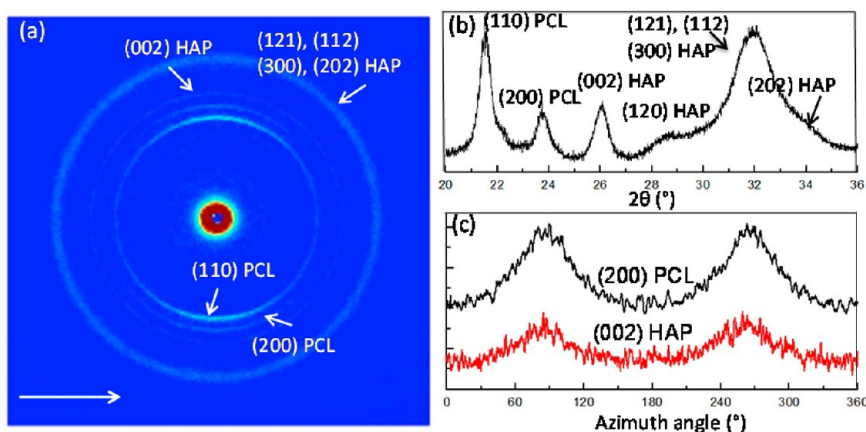 (a)
(002) HAP
(121), (112)
(300), (202) HAP
(110) PCL
(200) PCL
(b)
(110) PCL
(200) PCL
(002) HAP
(120) HAP
(121), (112)
(300) HAP
(202) HAP
20 22 24 26 28 30 32 34 36
2θ (°)
(c)
(200) PCL
(002) HAP
0 60 120 180 240 300 360
Azimuth angle (°)